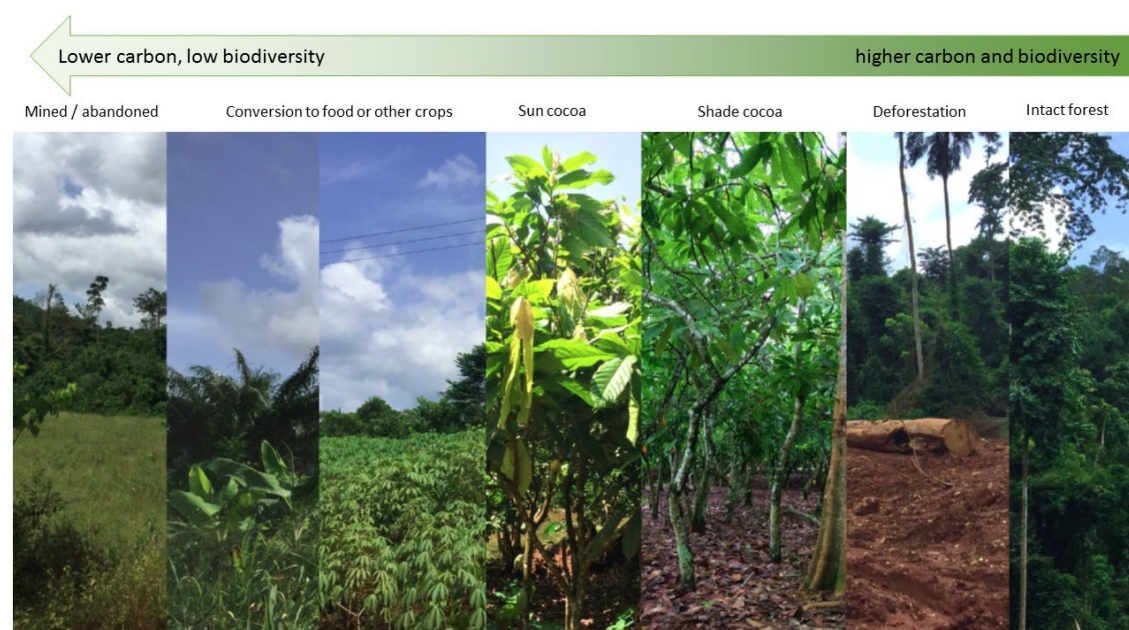 Lower carbon, low biodiversity
higher carbon and biodiversity
Mined / abandoned
Conversion to food or other crops
Sun cocoa
Shade cocoa
Deforestation
Intact forest